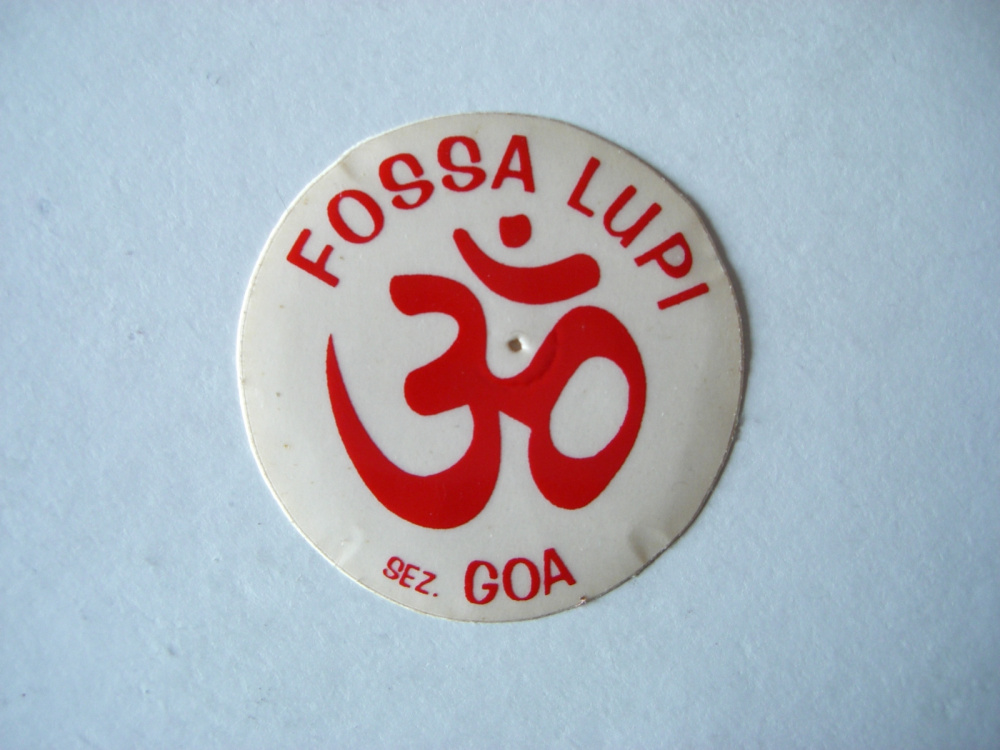 FOSSA LUPI
ॐ
SEZ. GOA